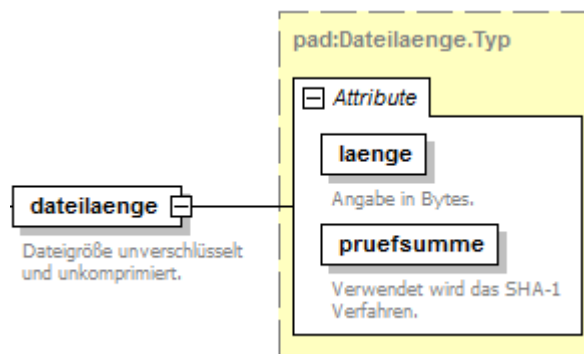 pad:Dateilaenge.Typ
Attribute
laenge
Angabe in Bytes.
dateilaenge
Dateigröße unverschlüsselt
und unkomprimiert.
pruefsumme
Verwendet wird das SHA-1
Verfahren.